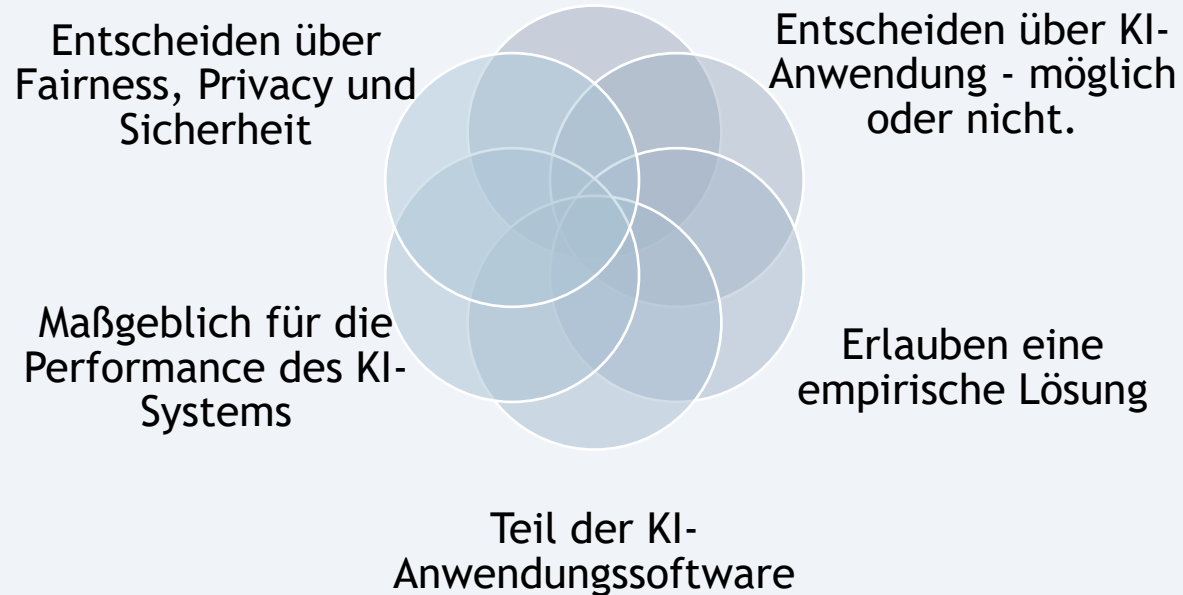 Entscheiden über
Fairness, Privacy und
Sicherheit
Entscheiden über KI-
Anwendung - möglich
oder nicht.
Maßgeblich für die
Performance des KI-
Systems
Erlauben eine
empirische Lösung
Teil der KI-
Anwendungssoftware